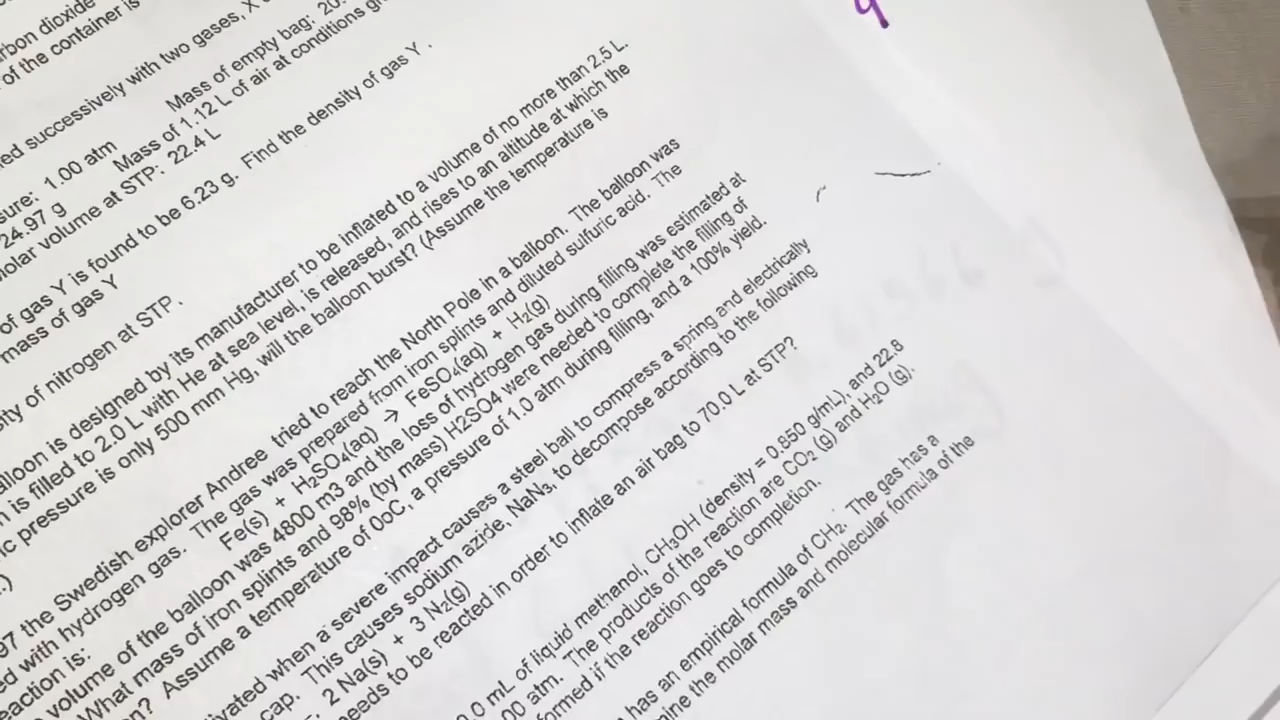 rbon dioxide
of the container is
ed successively with two gases, X
sure: 1.00 atm Mass of empty bag: 20.
24.97 g Mass of 1.12 L of air at conditions
molar volume at STP: 22.4 L
of gas Y is found to be 6.23 g. Find the density of gas Y.
mass of gas Y
ity of nitrogen at STP.
alloon is designed by its manufacturer to be inflated to a volume of no more than 2.5 L.
n is filled to 2.0 L with He at sea level, is released, and rises to an altitude at which the
ic pressure is only 500 mm Hg, will the balloon burst? (Assume the temperature is
.)
97 the Swedish explorer Andree tried to reach the North Pole in a balloon. The balloon was
ed with hydrogen gas. The gas was prepared from iron splints and diluted sulfuric acid. The
eaction is: Fe(s) + H₂SO₄(aq) → FeSO₄(aq) + H₂(g)
volume of the balloon was 4800 m3 and the loss of hydrogen gas during filling was estimated at
What mass of iron splints and 98% (by mass) H2SO4 were needed to complete the filling of
on? Assume a temperature of 0oC, a pressure of 1.0 atm during filling, and a 100% yield.
ivated when a severe impact causes a steel ball to compress a spring and electrically
cap. This causes sodium azide, NaN₃, to decompose according to the following
2 Na(s) + 3 N₂(g)
eeds to be reacted in order to inflate an air bag to 70.0 L at STP?
.0 mL of liquid methanol, CH₃OH (density = 0.850 g/mL), and 22.8
00 atm. The products of the reaction are CO₂ (g) and H₂O (g).
ormed if the reaction goes to completion.
has an empirical formula of CH₂. The gas has a
mine the molar mass and molecular formula of the